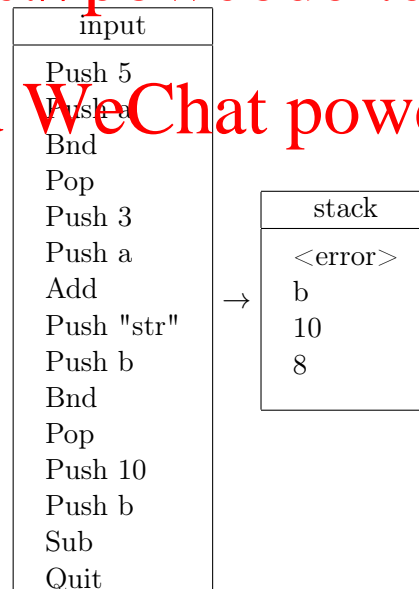 input
Push 5
Push a
Bnd
Pop
Push 3
Push a
Add
Push "str"
Push b
Bnd
Pop
Push 10
Push b
Sub
Quit
→
stack
<error>
b
10
8
WeChat pow